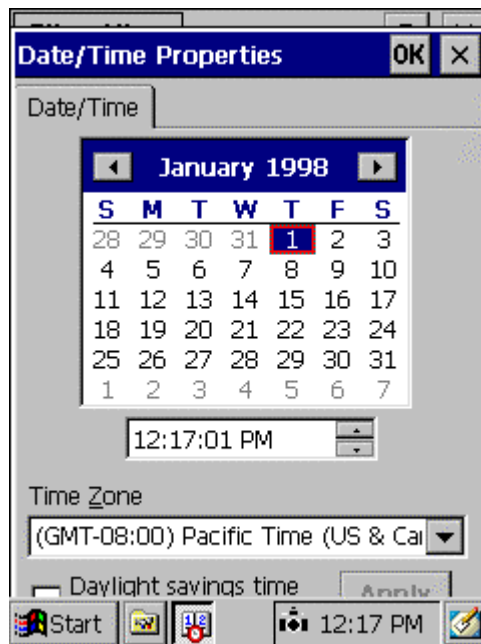 Date/Time Properties OK
Date/Time
January 1998
S M T W T F S
28 29 30 31 1 2 3
4 5 6 7 8 9 10
11 12 13 14 15 16 17
18 19 20 21 22 23 24
25 26 27 28 29 30 31
1 2 3 4 5 6 7
12:17:01 PM
Time Zone
(GMT-08:00) Pacific Time (US & Ca
Daylight savings time Apply
Start 12:17 PM